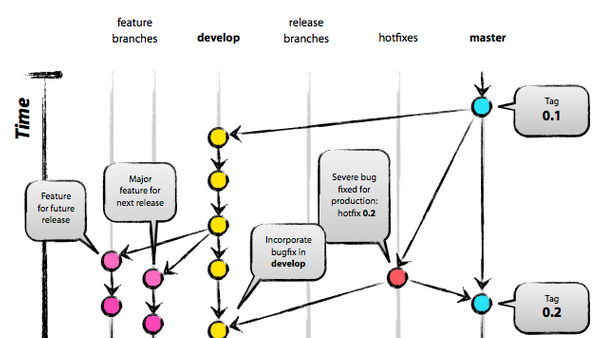 feature
branches
develop
release
branches
hotfixes
master
Time
Tag
0.1
Major
feature for
next release
Severe bug
fixed for
production:
hotfix 0.2
Feature
for future
release
Incorporate
bugfix in
develop
Tag
0.2